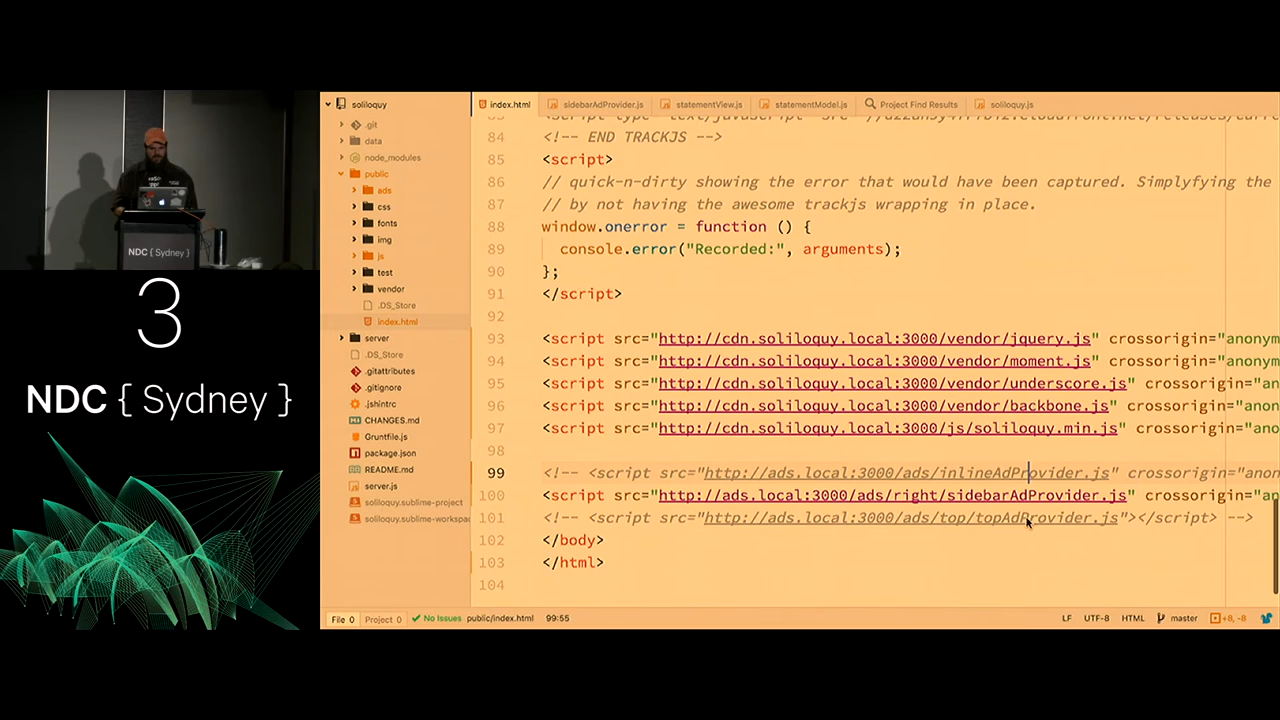 NDC { Sydney }
3
NDC { Sydney }
soliloquy
.git
data
node_modules
public
ads
css
fonts
img
js
test
vendor
.DS_Store
index.html
server
.DS_Store
.gitattributes
.gitignore
.jshintrc
CHANGES.md
Gruntfile.js
package.json
README.md
server.js
soliloquy.sublime-project
soliloquy.sublime-workspa
index.html sidebarAdProvider.js statementView.js statementModel.js Project Find Results soliloquy.js
84 <!-- END TRACKJS -->
85 <script>
86 // quick-n-dirty showing the error that would have been captured. Simplyfying the
87 // by not having the awesome trackjs wrapping in place.
88 window.onerror = function () {
89 console.error("Recorded:", arguments);
90 };
91 </script>
92
93 <script src="http://cdn.soliloquy.local:3000/vendor/jquery.js" crossorigin="anonym
94 <script src="http://cdn.soliloquy.local:3000/vendor/moment.js" crossorigin="anonym
95 <script src="http://cdn.soliloquy.local:3000/vendor/underscore.js" crossorigin="an
96 <script src="http://cdn.soliloquy.local:3000/vendor/backbone.js" crossorigin="anon
97 <script src="http://cdn.soliloquy.local:3000/js/soliloquy.min.js" crossorigin="ano
98
99 <!-- <script src="http://ads.local:3000/ads/inlineAdProvider.js" crossorigin="anon
100 <script src="http://ads.local:3000/ads/right/sidebarAdProvider.js" crossorigin="an
101 <!-- <script src="http://ads.local:3000/ads/top/topAdProvider.js"></script> -->
102 </body>
103 </html>
104
File 0 Project 0 No Issues public/index.html 99:55 LF UTF-8 HTML master +8, -8